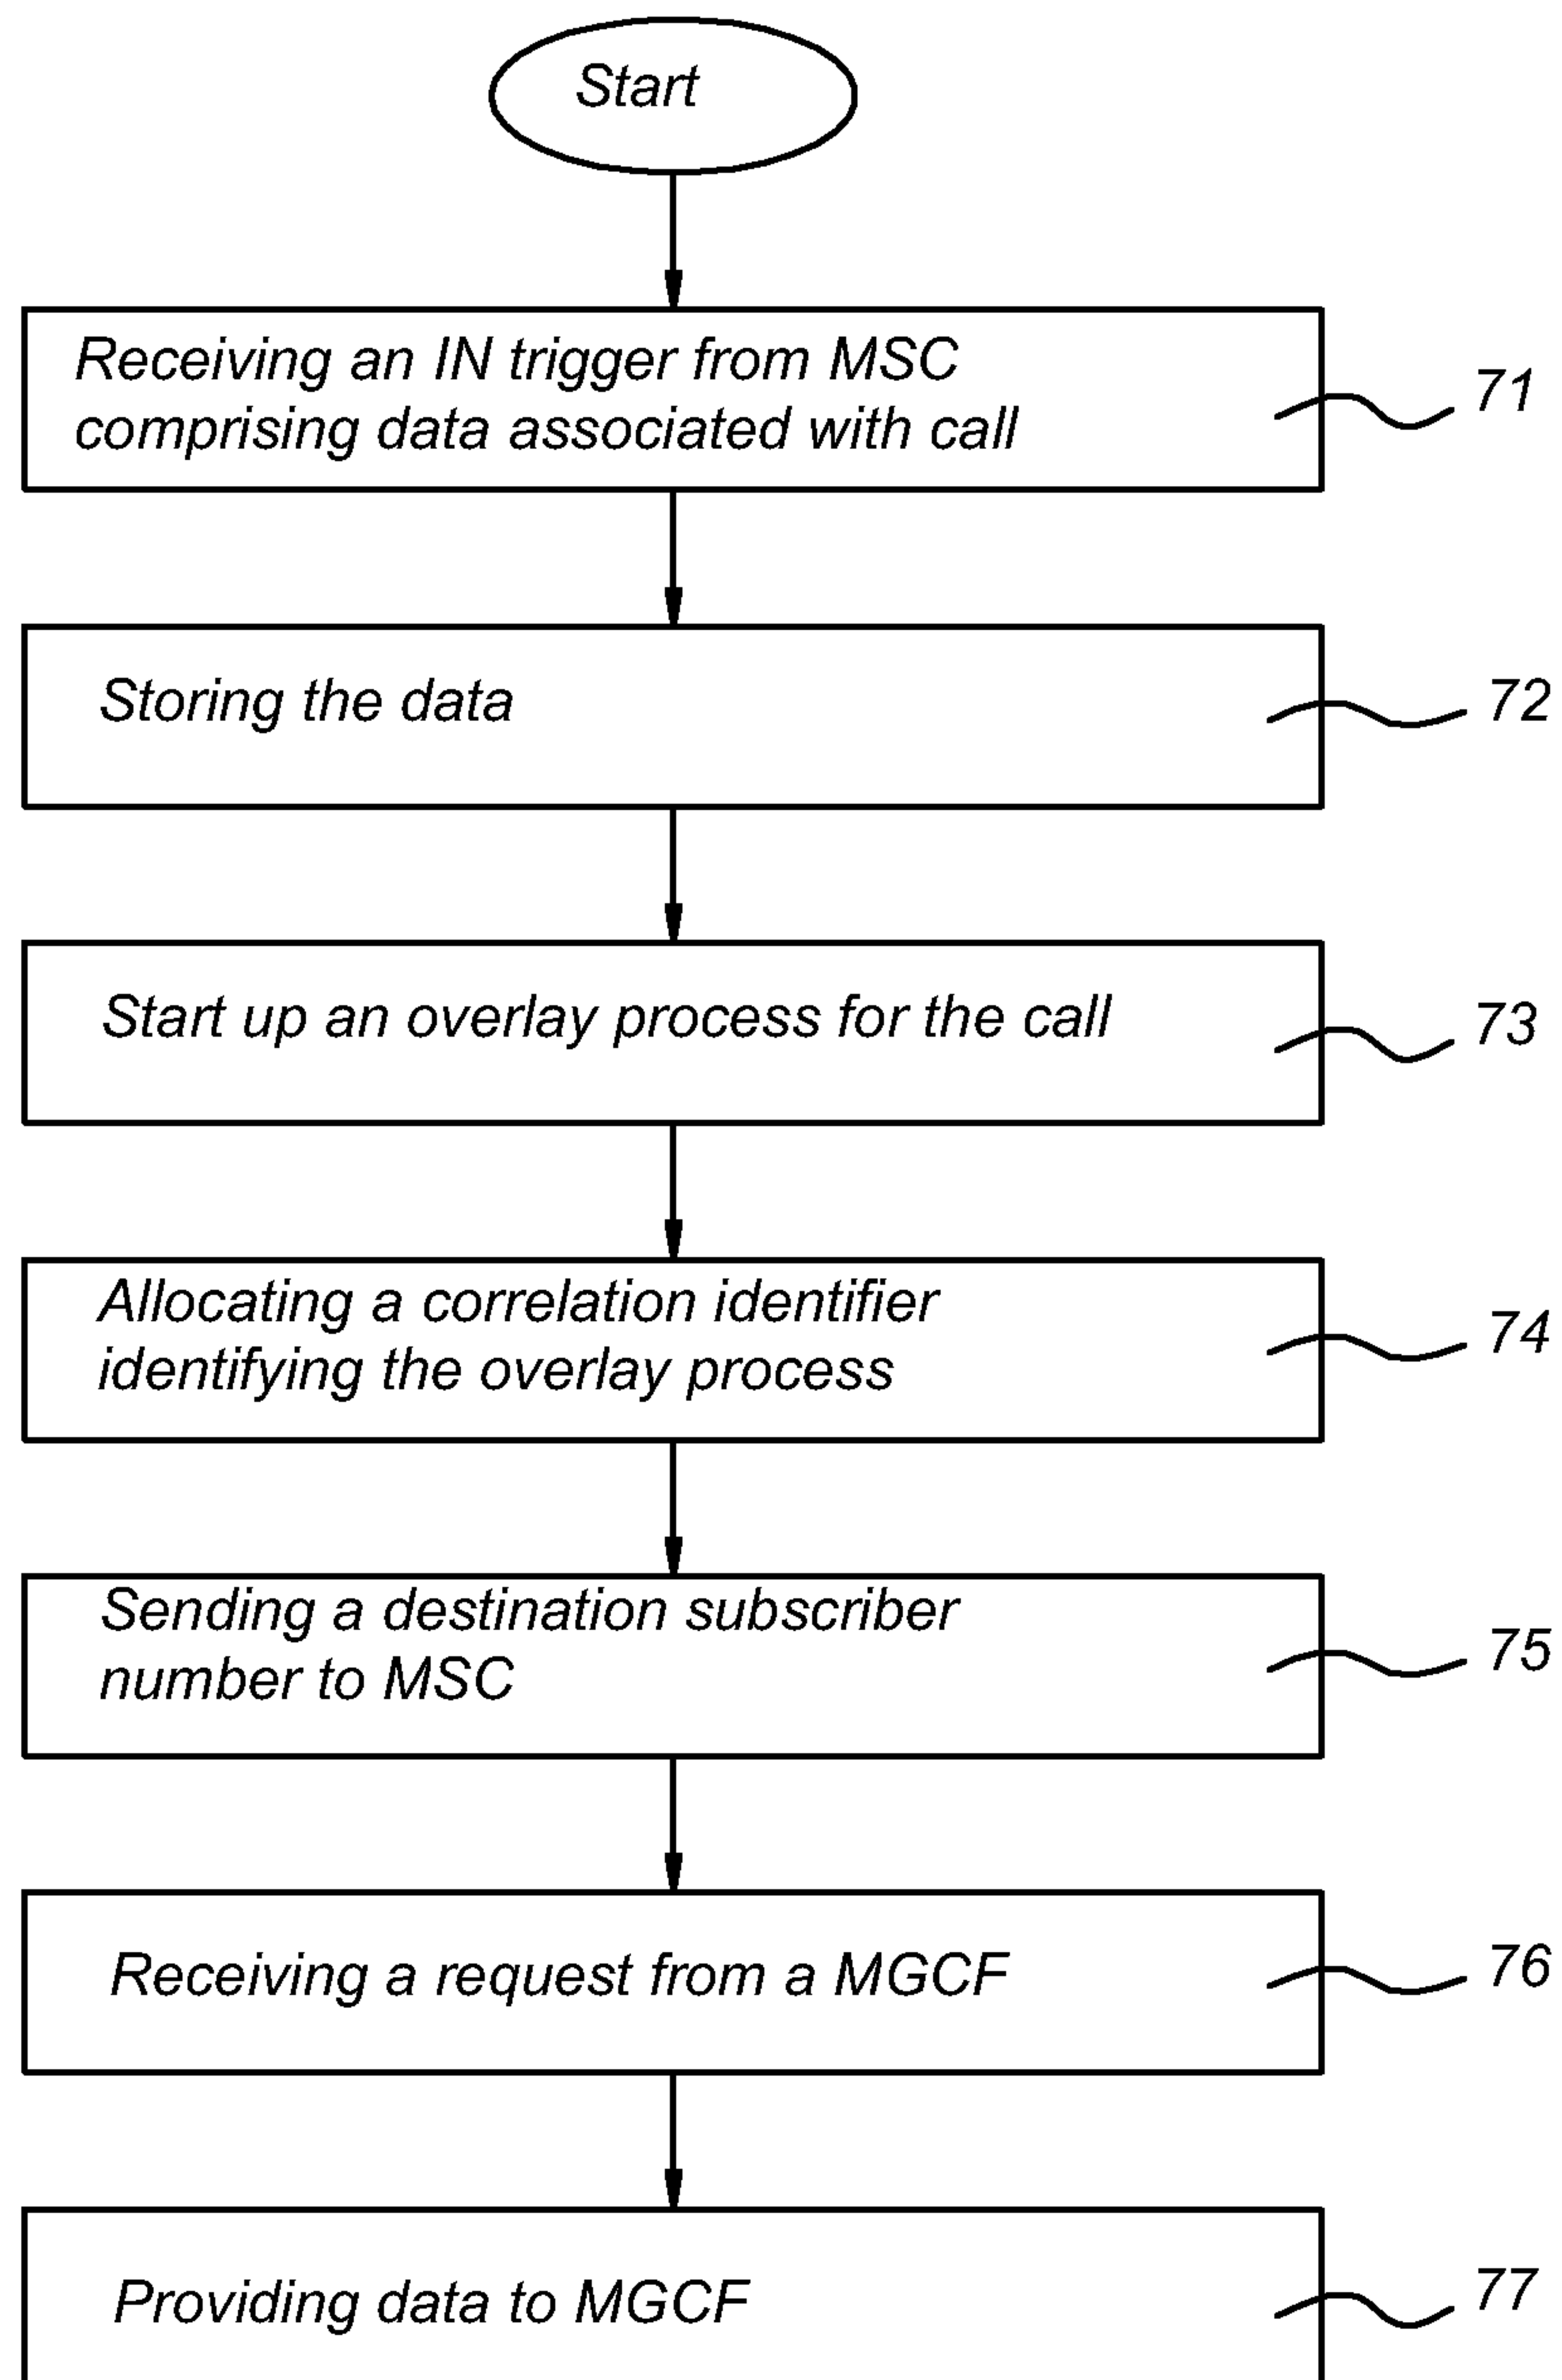 Start
Receiving an IN trigger from MSC
comprising data associated with call
71
Storing the data
72
Start up an overlay process for the call
73
Allocating a correlation identifier
identifying the overlay process
74
Sending a destination subscriber
number to MSC
75
Receiving a request from a MGCF
76
Providing data to MGCF
77